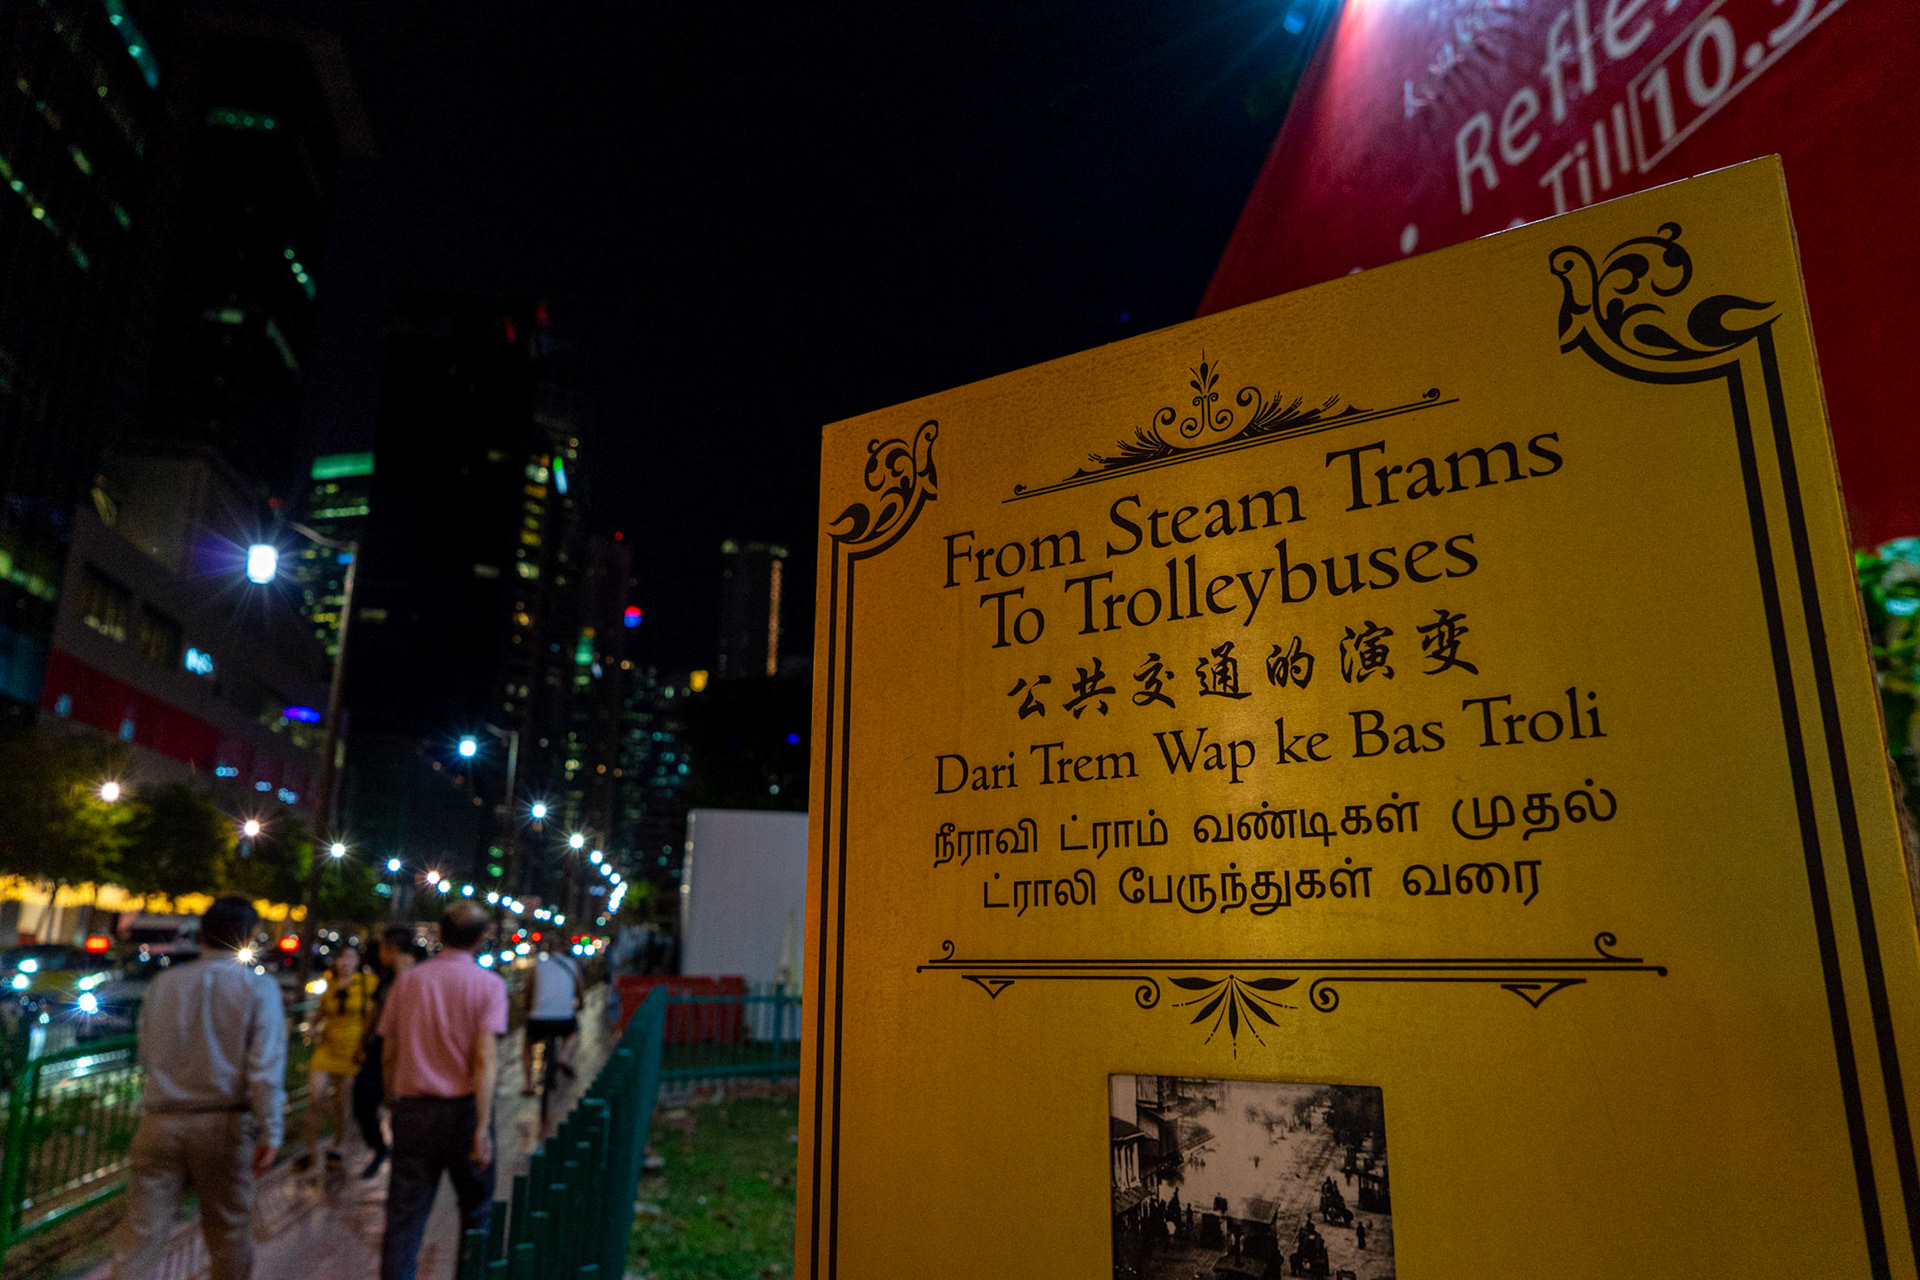 Till 10.3
From Steam Trams
To Trolleybuses
公共交通的演变
Dari Trem Wap ke Bas Troli
நீராவி ட்ராம் வண்டிகள் முதல்
ட்ராலி பேருந்துகள் வரை